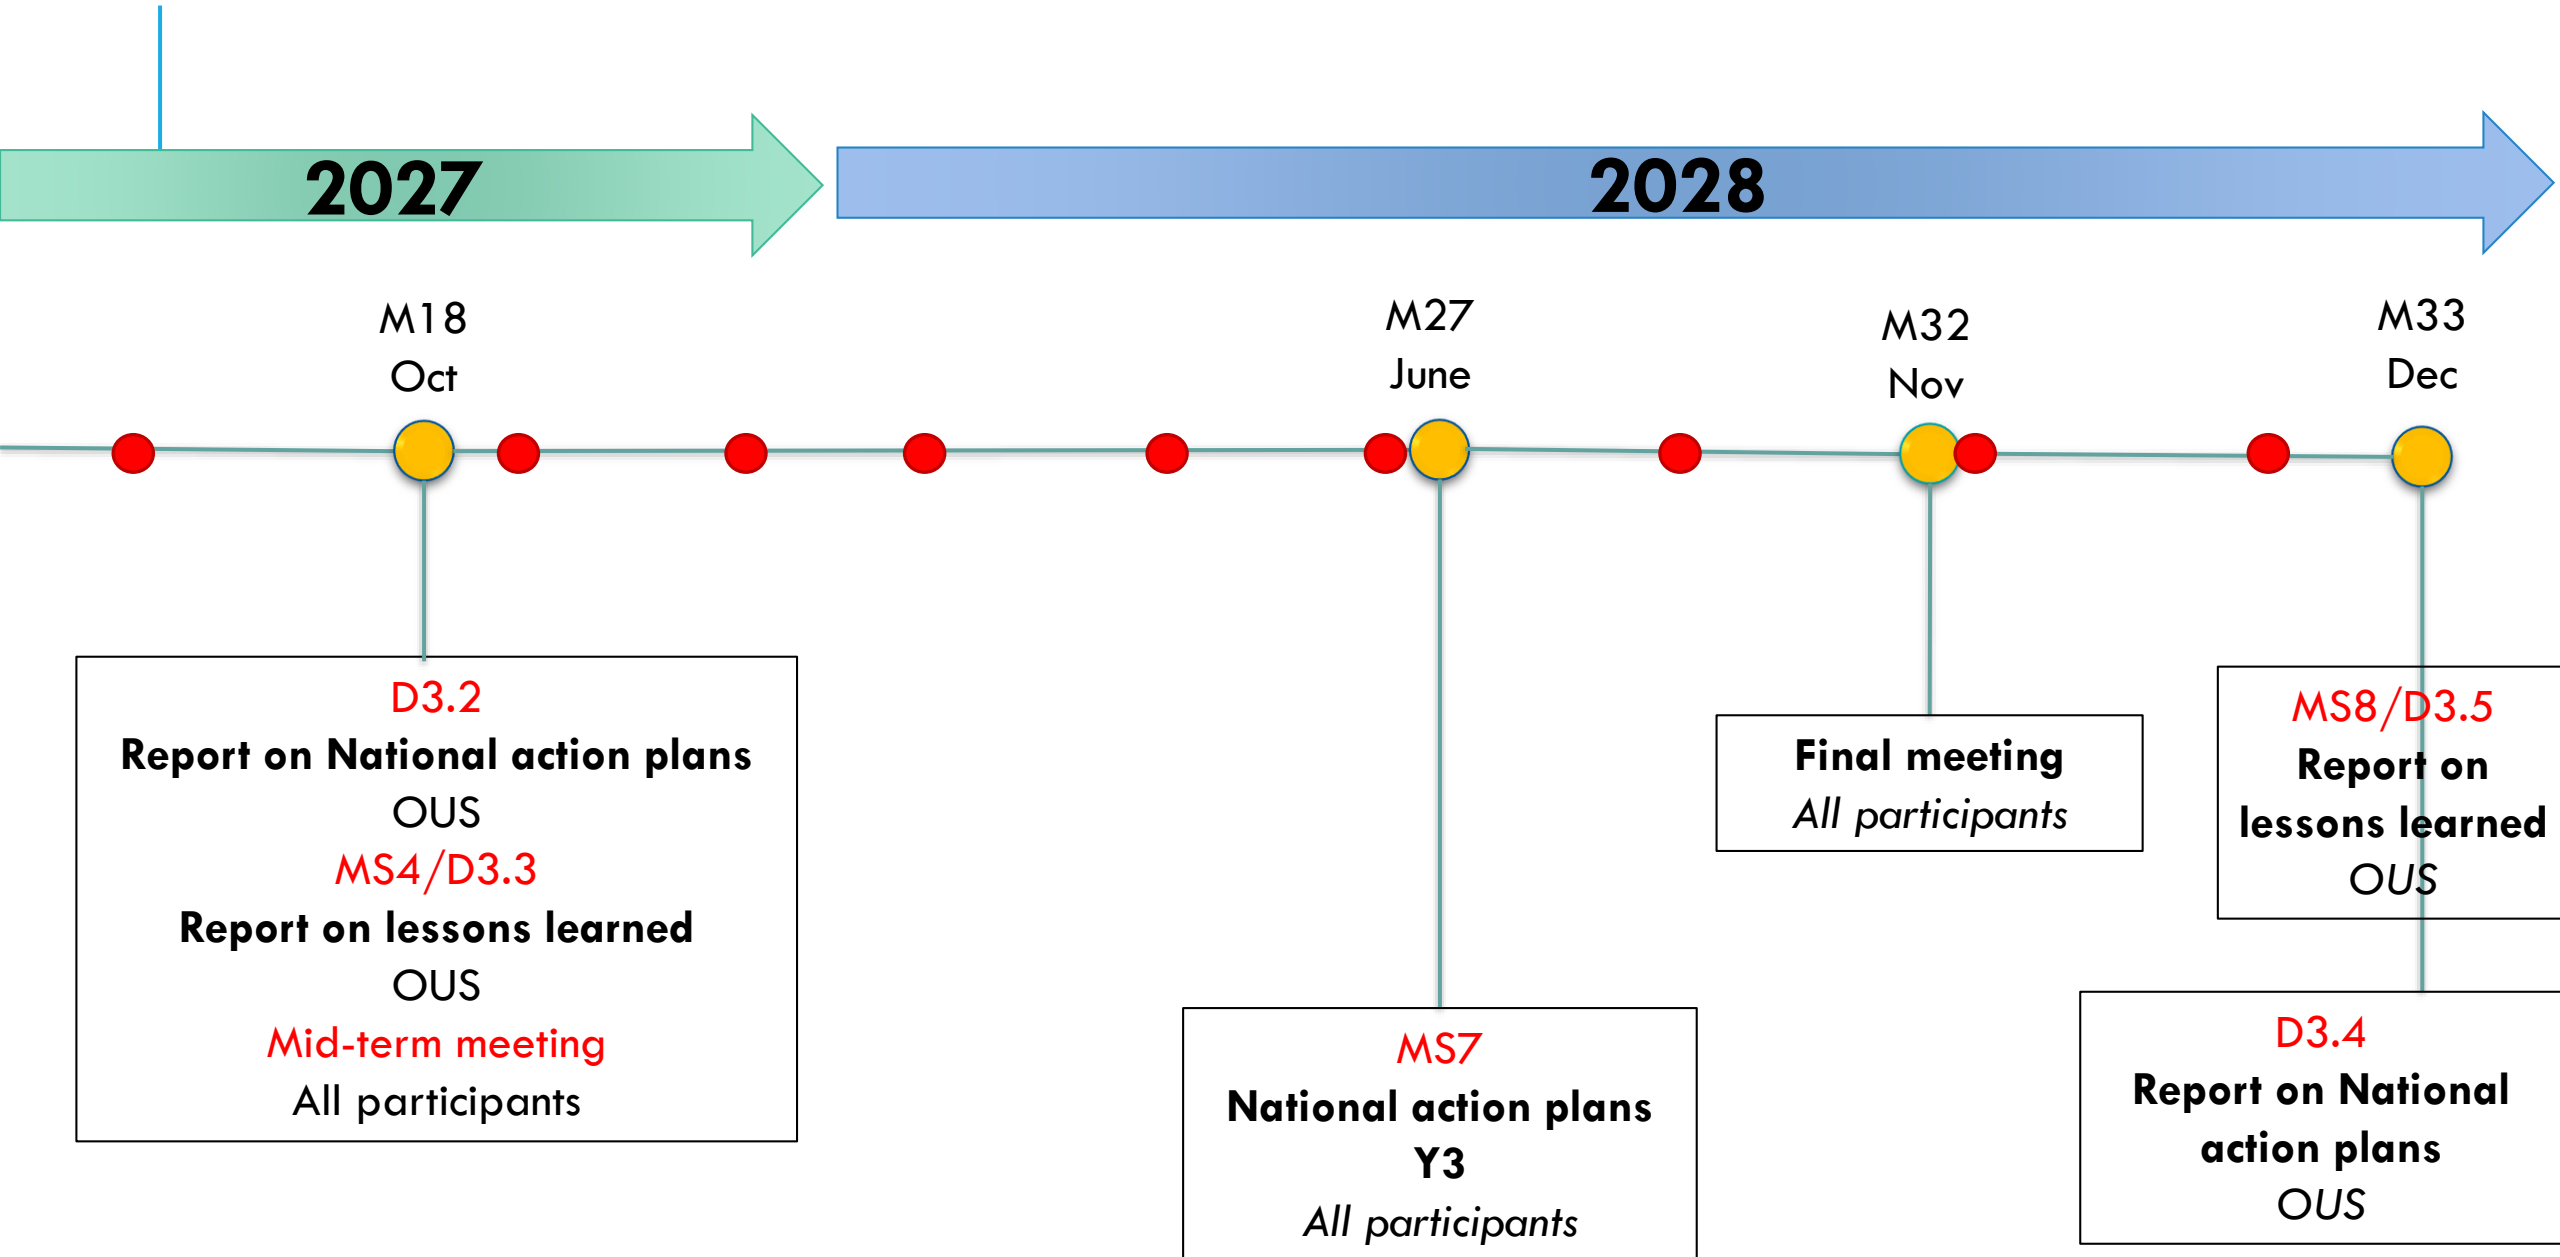 2027
2028
M18
Oct
M27
June
M32
Nov
M33
Dec
D3.2
Report on National action plans
OUS
MS4/D3.3
Report on lessons learned
OUS
Mid-term meeting
All participants
MS7
National action plans
Y3
All participants
Final meeting
All participants
MS8/D3.5
Report on
lessons learned
OUS
D3.4
Report on National
action plans
OUS